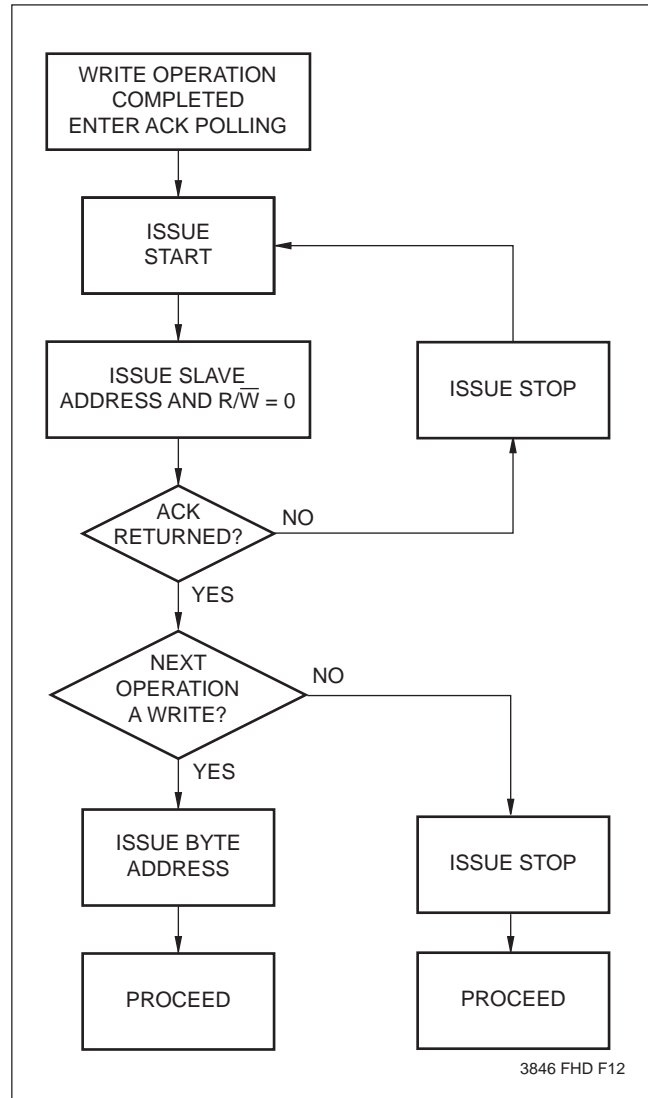 WRITE OPERATION
COMPLETED
ENTER ACK POLLING
ISSUE
START
ISSUE SLAVE
ADDRESS AND R/W̅ = 0
ISSUE STOP
ACK
RETURNED?
NO
YES
NEXT
OPERATION
A WRITE?
NO
YES
ISSUE BYTE
ADDRESS
ISSUE STOP
PROCEED
PROCEED
3846 FHD F12